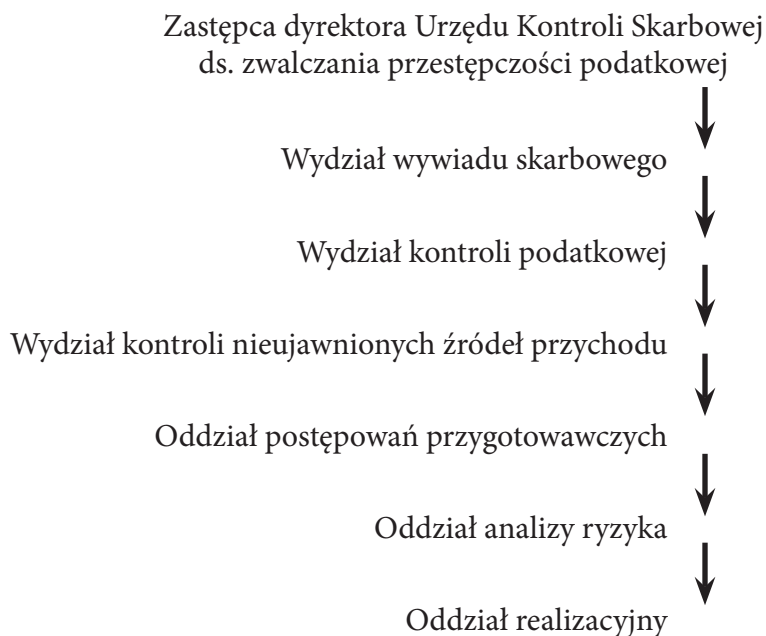 Zastępca dyrektora Urzędu Kontroli Skarbowej
ds. zwalczania przestępczości podatkowej
Wydział wywiadu skarbowego
Wydział kontroli podatkowej
Wydział kontroli nieujawnionych źródeł przychodu
Oddział postępowań przygotowawczych
Oddział analizy ryzyka
Oddział realizacyjny